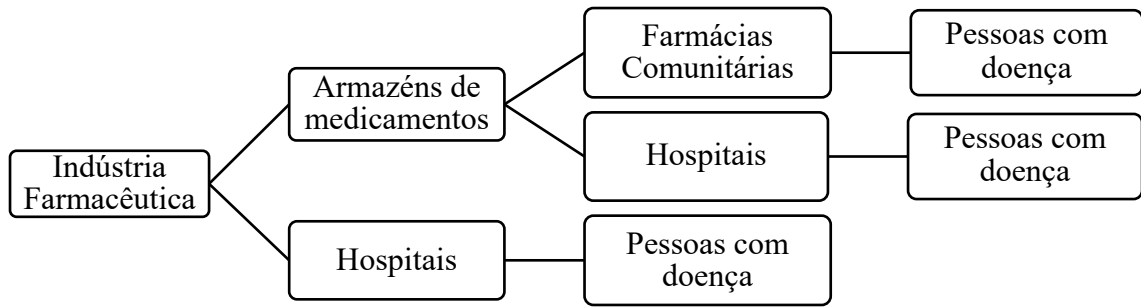 Indústria
Farmacêutica
Armazéns de
medicamentos
Farmácias
Comunitárias
Pessoas com
doença
Hospitais
Pessoas com
doença
Hospitais
Pessoas com
doença